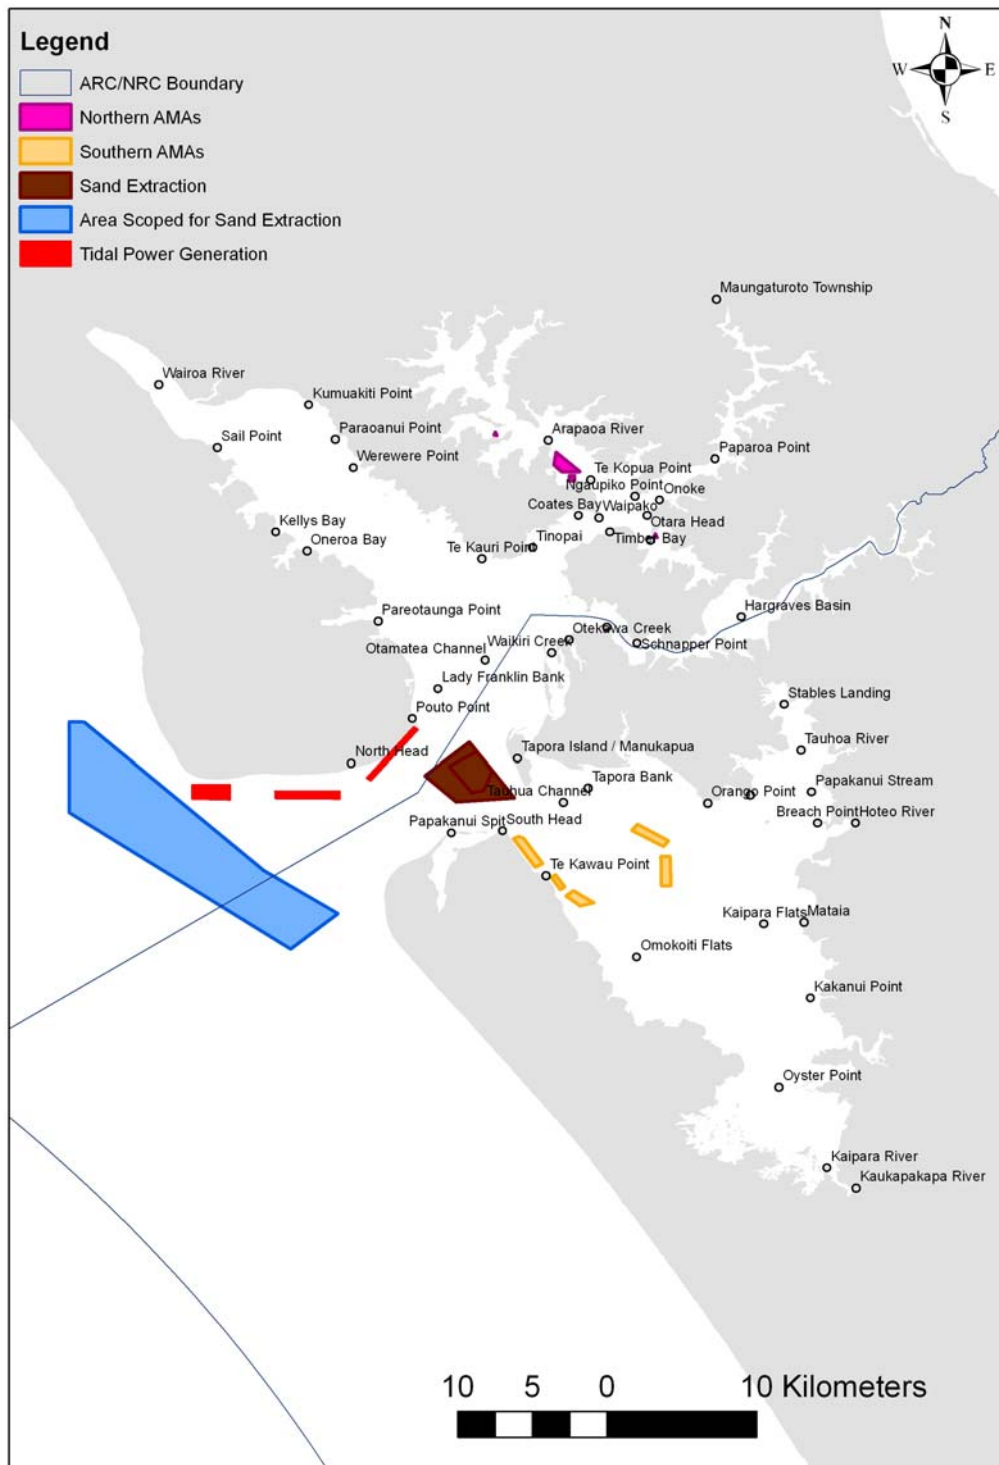 Legend
N
W
E
S
ARC/NRC Boundary
Northern AMAs
Southern AMAs
Sand Extraction
Area Scoped for Sand Extraction
Tidal Power Generation
Maungaturoto Township
Wairoa River
Kumuakiti Point
Paraoanui Point
Arapaoa River
Sail Point
Werewere Point
Paparoa Point
Te Kopua Point
Ngaupiko Point
Onoke
Coates Bay
Waipako
Otara Head
Kellys Bay
Oneroa Bay
Te Kauri Point
Tinopai
Timber Bay
Pareotaunga Point
Hargraves Basin
Otekawa Creek
Otamatea Channel
Waikiri Creek
Schnapper Point
Lady Franklin Bank
Stables Landing
Pouto Point
Tauhoa River
North Head
Tapora Island / Manukapua
Tapora Bank
Papakanui Stream
Tauhua Channel
Orango Point
Breach Point
Hoteo River
Papakanui Spit
South Head
Te Kawau Point
Kaipara Flats
Mataia
Omokoiti Flats
Kakanui Point
Oyster Point
Kaipara River
Kaukapakapa River
10 5 0 10 Kilometers